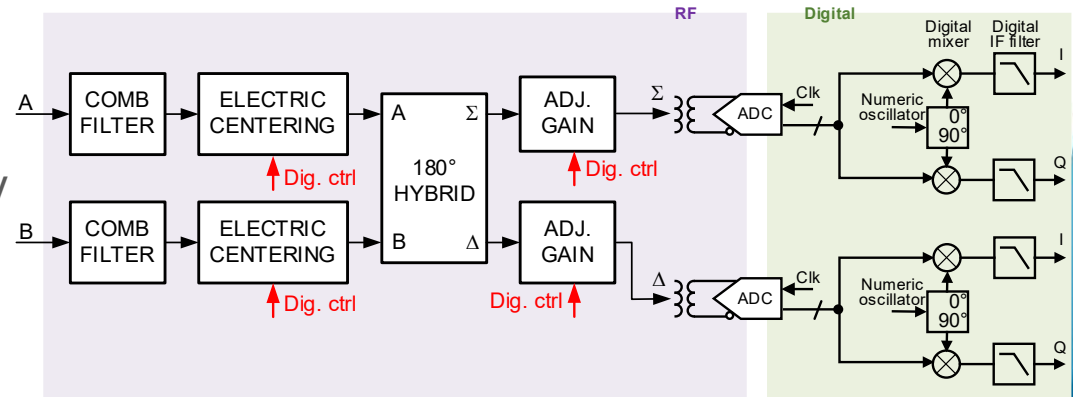 RF
Digital
A
COMB
FILTER
ELECTRIC
CENTERING
Dig. ctrl
B
COMB
FILTER
ELECTRIC
CENTERING
Dig. ctrl
A
Σ
180°
HYBRID
B
Δ
ADJ.
GAIN
Dig. ctrl
ADJ.
GAIN
Dig. ctrl
Σ
ADC
Clk
Δ
ADC
Clk
Digital
mixer
Digital
IF filter
I
Numeric
oscillator
0°
90°
Q
I
Numeric
oscillator
0°
90°
Q